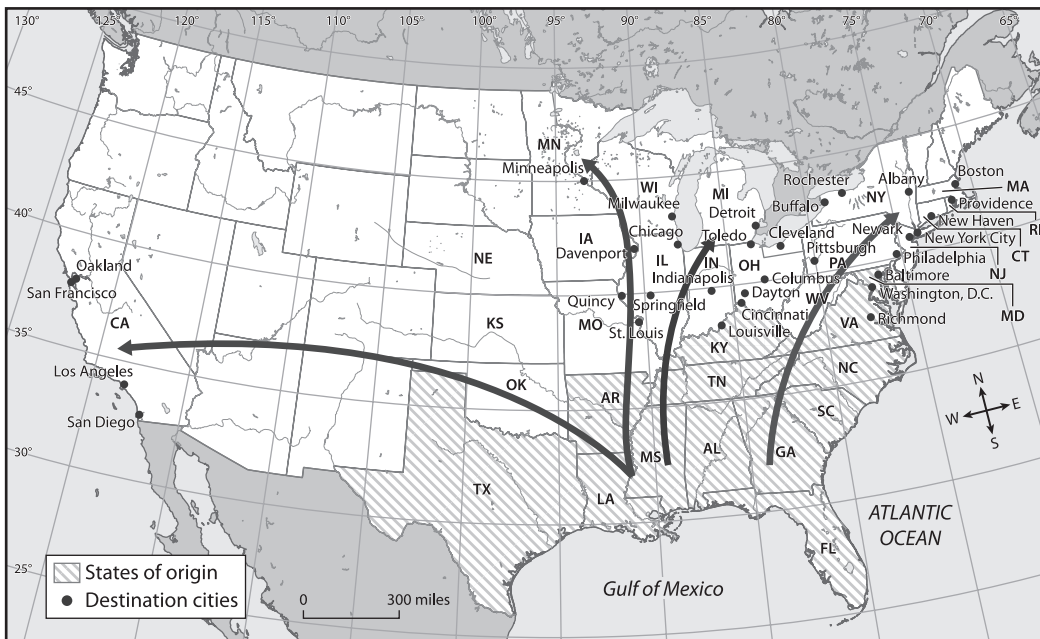 130°
125°
120°
115°
110°
105°
100°
95°
90°
85°
80°
75°
70°
65°
45°
40°
35°
30°
25°
MN
Minneapolis
WI
Milwaukee
MI
Detroit
Rochester
Buffalo
Albany
NY
Boston
MA
Providence
New Haven
RI
Newark
New York City
CT
Philadelphia
NJ
Baltimore
Washington, D.C.
MD
Richmond
IA
Davenport
Chicago
Toledo
Cleveland
Pittsburgh
PA
NE
IL
IN
Indianapolis
OH
Columbus
Dayton
WV
Cincinnati
Quincy
Springfield
Oakland
San Francisco
CA
KS
MO
St. Louis
Louisville
KY
VA
Los Angeles
San Diego
OK
AR
TN
NC
SC
TX
LA
MS
AL
GA
FL
N
W
E
S
ATLANTIC
OCEAN
Gulf of Mexico
States of origin
Destination cities
0
300 miles